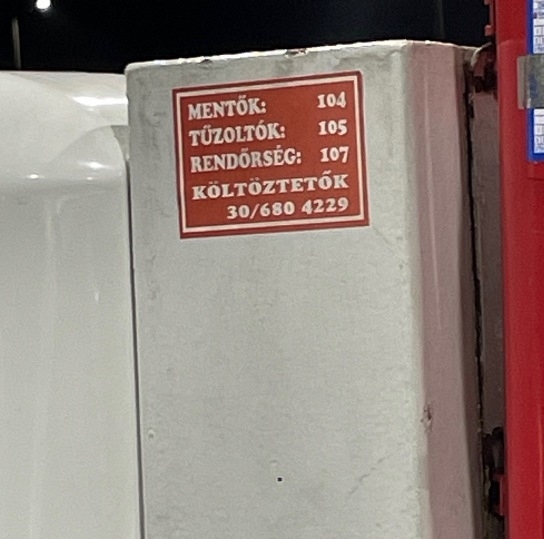 MENTŐK: 104
TŰZOLTÓK: 105
RENDŐRSÉG: 107
KÖLTÖZTETŐK
30/680 4229